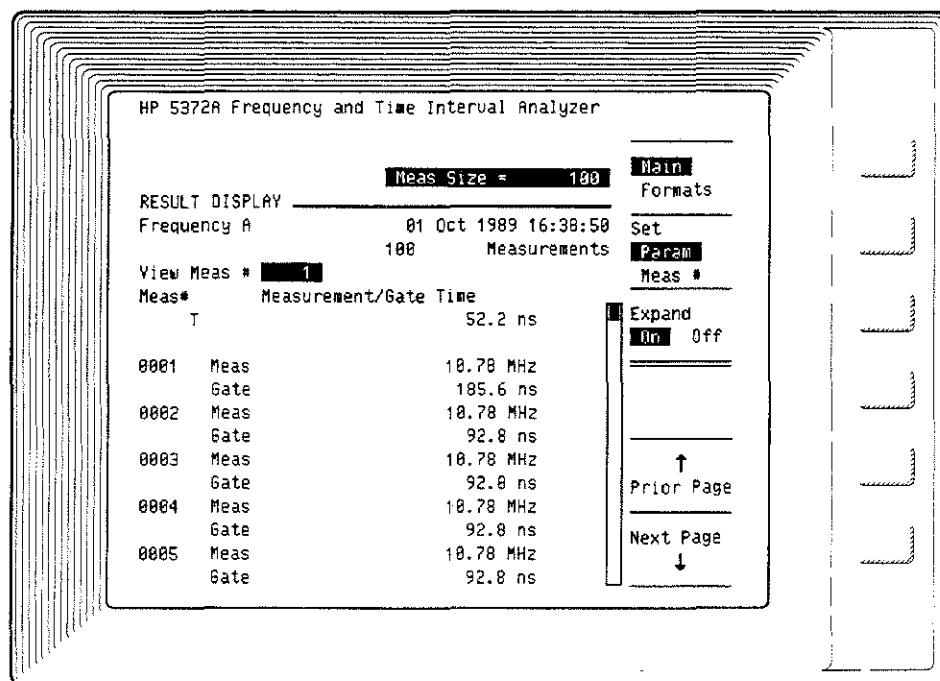 HP 5372A Frequency and Time Interval Analyzer
Meas Size = 100
RESULT DISPLAY
Frequency A 01 Oct 1989 16:38:50
100 Measurements
View Meas # 1
Meas# Measurement/Gate Time
T 52.2 ns
0001 Meas 10.78 MHz
Gate 185.6 ns
0002 Meas 10.78 MHz
Gate 92.8 ns
0003 Meas 10.78 MHz
Gate 92.8 ns
0004 Meas 10.78 MHz
Gate 92.8 ns
0005 Meas 10.78 MHz
Gate 92.8 ns
Main
Formats
Set
Param
Meas #
Expand
On Off
↑
Prior Page
Next Page
↓